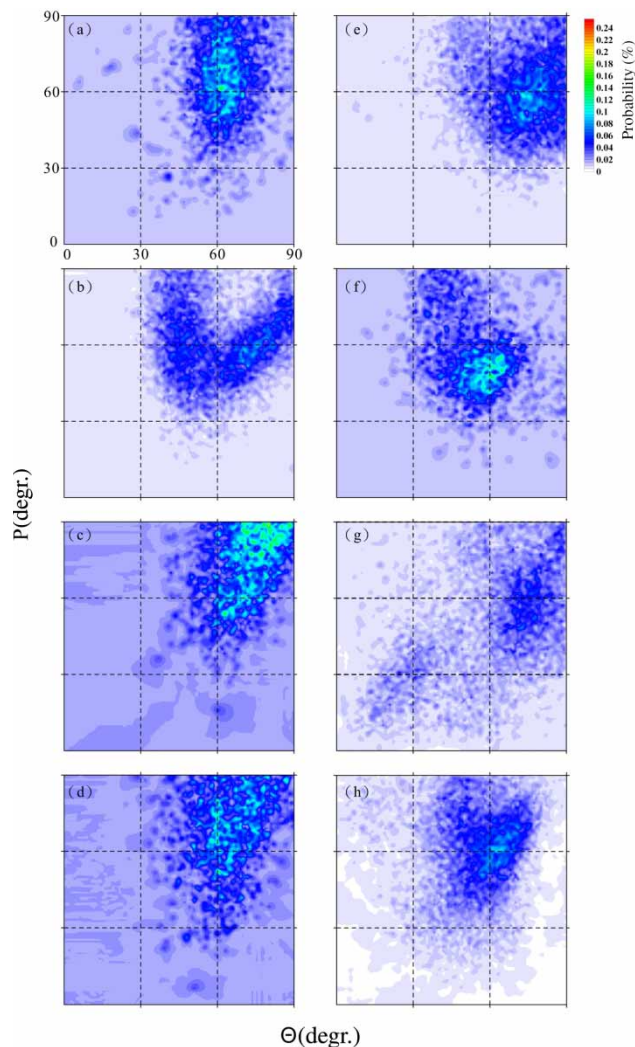 (a)
(e)
90
60
30
0
0 30 60 90
0.24
0.22
0.20
0.18
0.16
0.14
0.12
0.1
0.08
0.06
0.04
0.02
0
Probability (%)
(b)
(f)
P(degr.)
(c)
(g)
(d)
(h)
Θ(degr.)